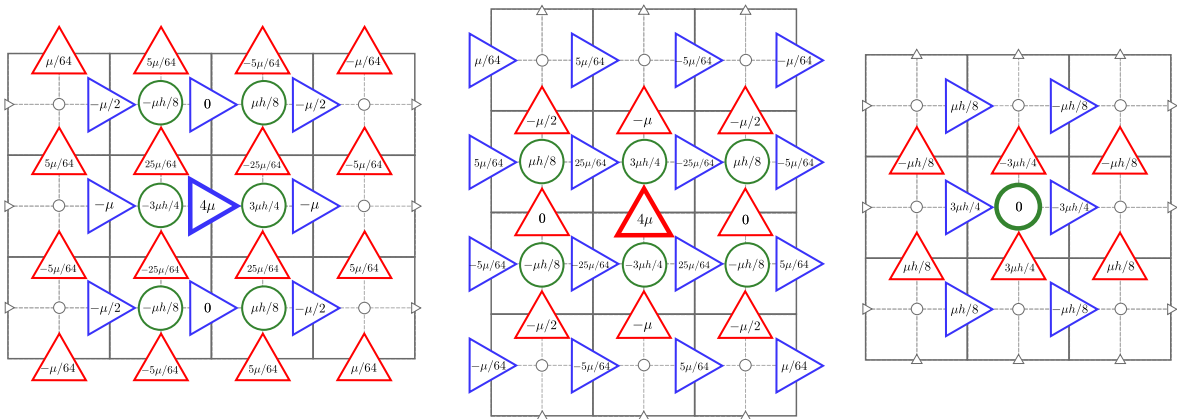 μ/64 5μ/64 -5μ/64 -μ/64
-μ/2 -μh/8 0 μh/8 -μ/2
5μ/64 25μ/64 -25μ/64 -5μ/64
-μ -3μh/4 4μ 3μh/4 -μ
-5μ/64 -25μ/64 25μ/64 5μ/64
-μ/2 -μh/8 0 μh/8 -μ/2
-μ/64 -5μ/64 5μ/64 μ/64
μ/64 5μ/64 -5μ/64 -μ/64
-μ/2 -μ -μ/2
5μ/64 μh/8 25μ/64 3μh/4 -25μ/64 μh/8 -5μ/64
0 4μ 0
-5μ/64 -μh/8 -25μ/64 -3μh/4 25μ/64 -μh/8 5μ/64
-μ/2 -μ -μ/2
-μ/64 -5μ/64 5μ/64 μ/64
μh/8 -μh/8
-μh/8 -3μh/4 -μh/8
3μh/4 0 -3μh/4
μh/8 3μh/4 μh/8
μh/8 -μh/8